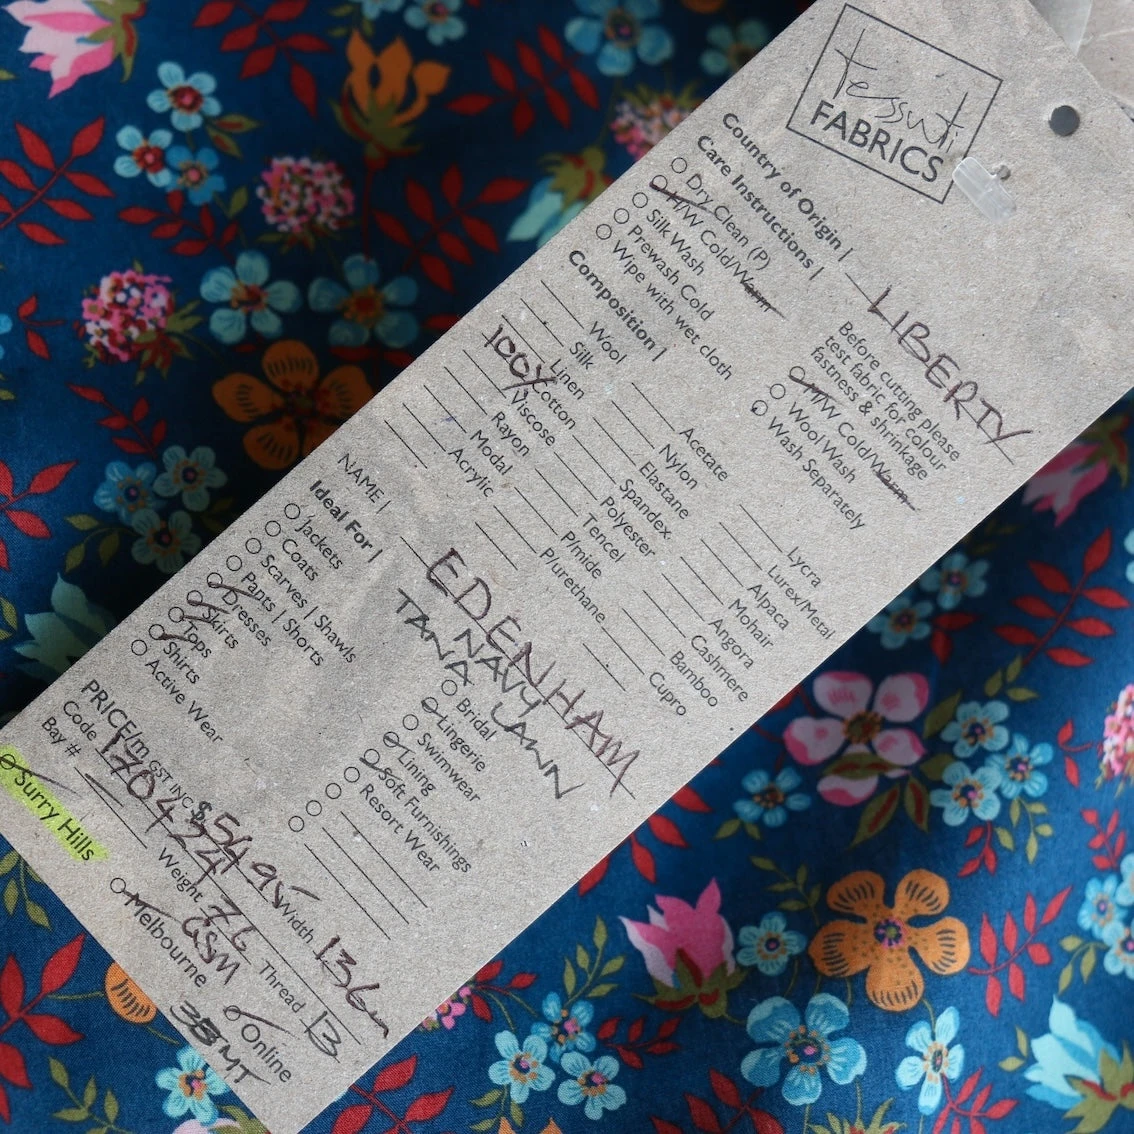 tessuti
FABRICS
Country of Origin | LIBERTY
Care Instructions |
Dry Clean (P)
H/W Cold/Warm
Silk Wash
Prewash Cold
Wipe with wet cloth
Before cutting please
test fabric for colour
fastness & shrinkage
M/W Cold/Warm
Wool Wash
Wash Separately
Composition |
Wool
Silk
Linen
100% Cotton
Viscose
Rayon
Modal
Acrylic
Acetate
Nylon
Elastane
Spandex
Polyester
Tencel
P/mide
P/urethane
Lycra
Lurex/Metal
Alpaca
Mohair
Angora
Cashmere
Bamboo
Cupro
NAME | EDENHAM
NAVY
TANA LAWN
Ideal For |
Jackets
Coats
Scarves | Shawls
Pants | Shorts
Dresses
Skirts
Tops
Shirts
Active Wear
Bridal
Lingerie
Swimwear
Lining
Soft Furnishings
Resort Wear
PRICE/m GST INC $54.95 Width 136cm
Code 170424 Weight 76 GSM Thread 13
Bay #
Surry Hills
Melbourne
Online